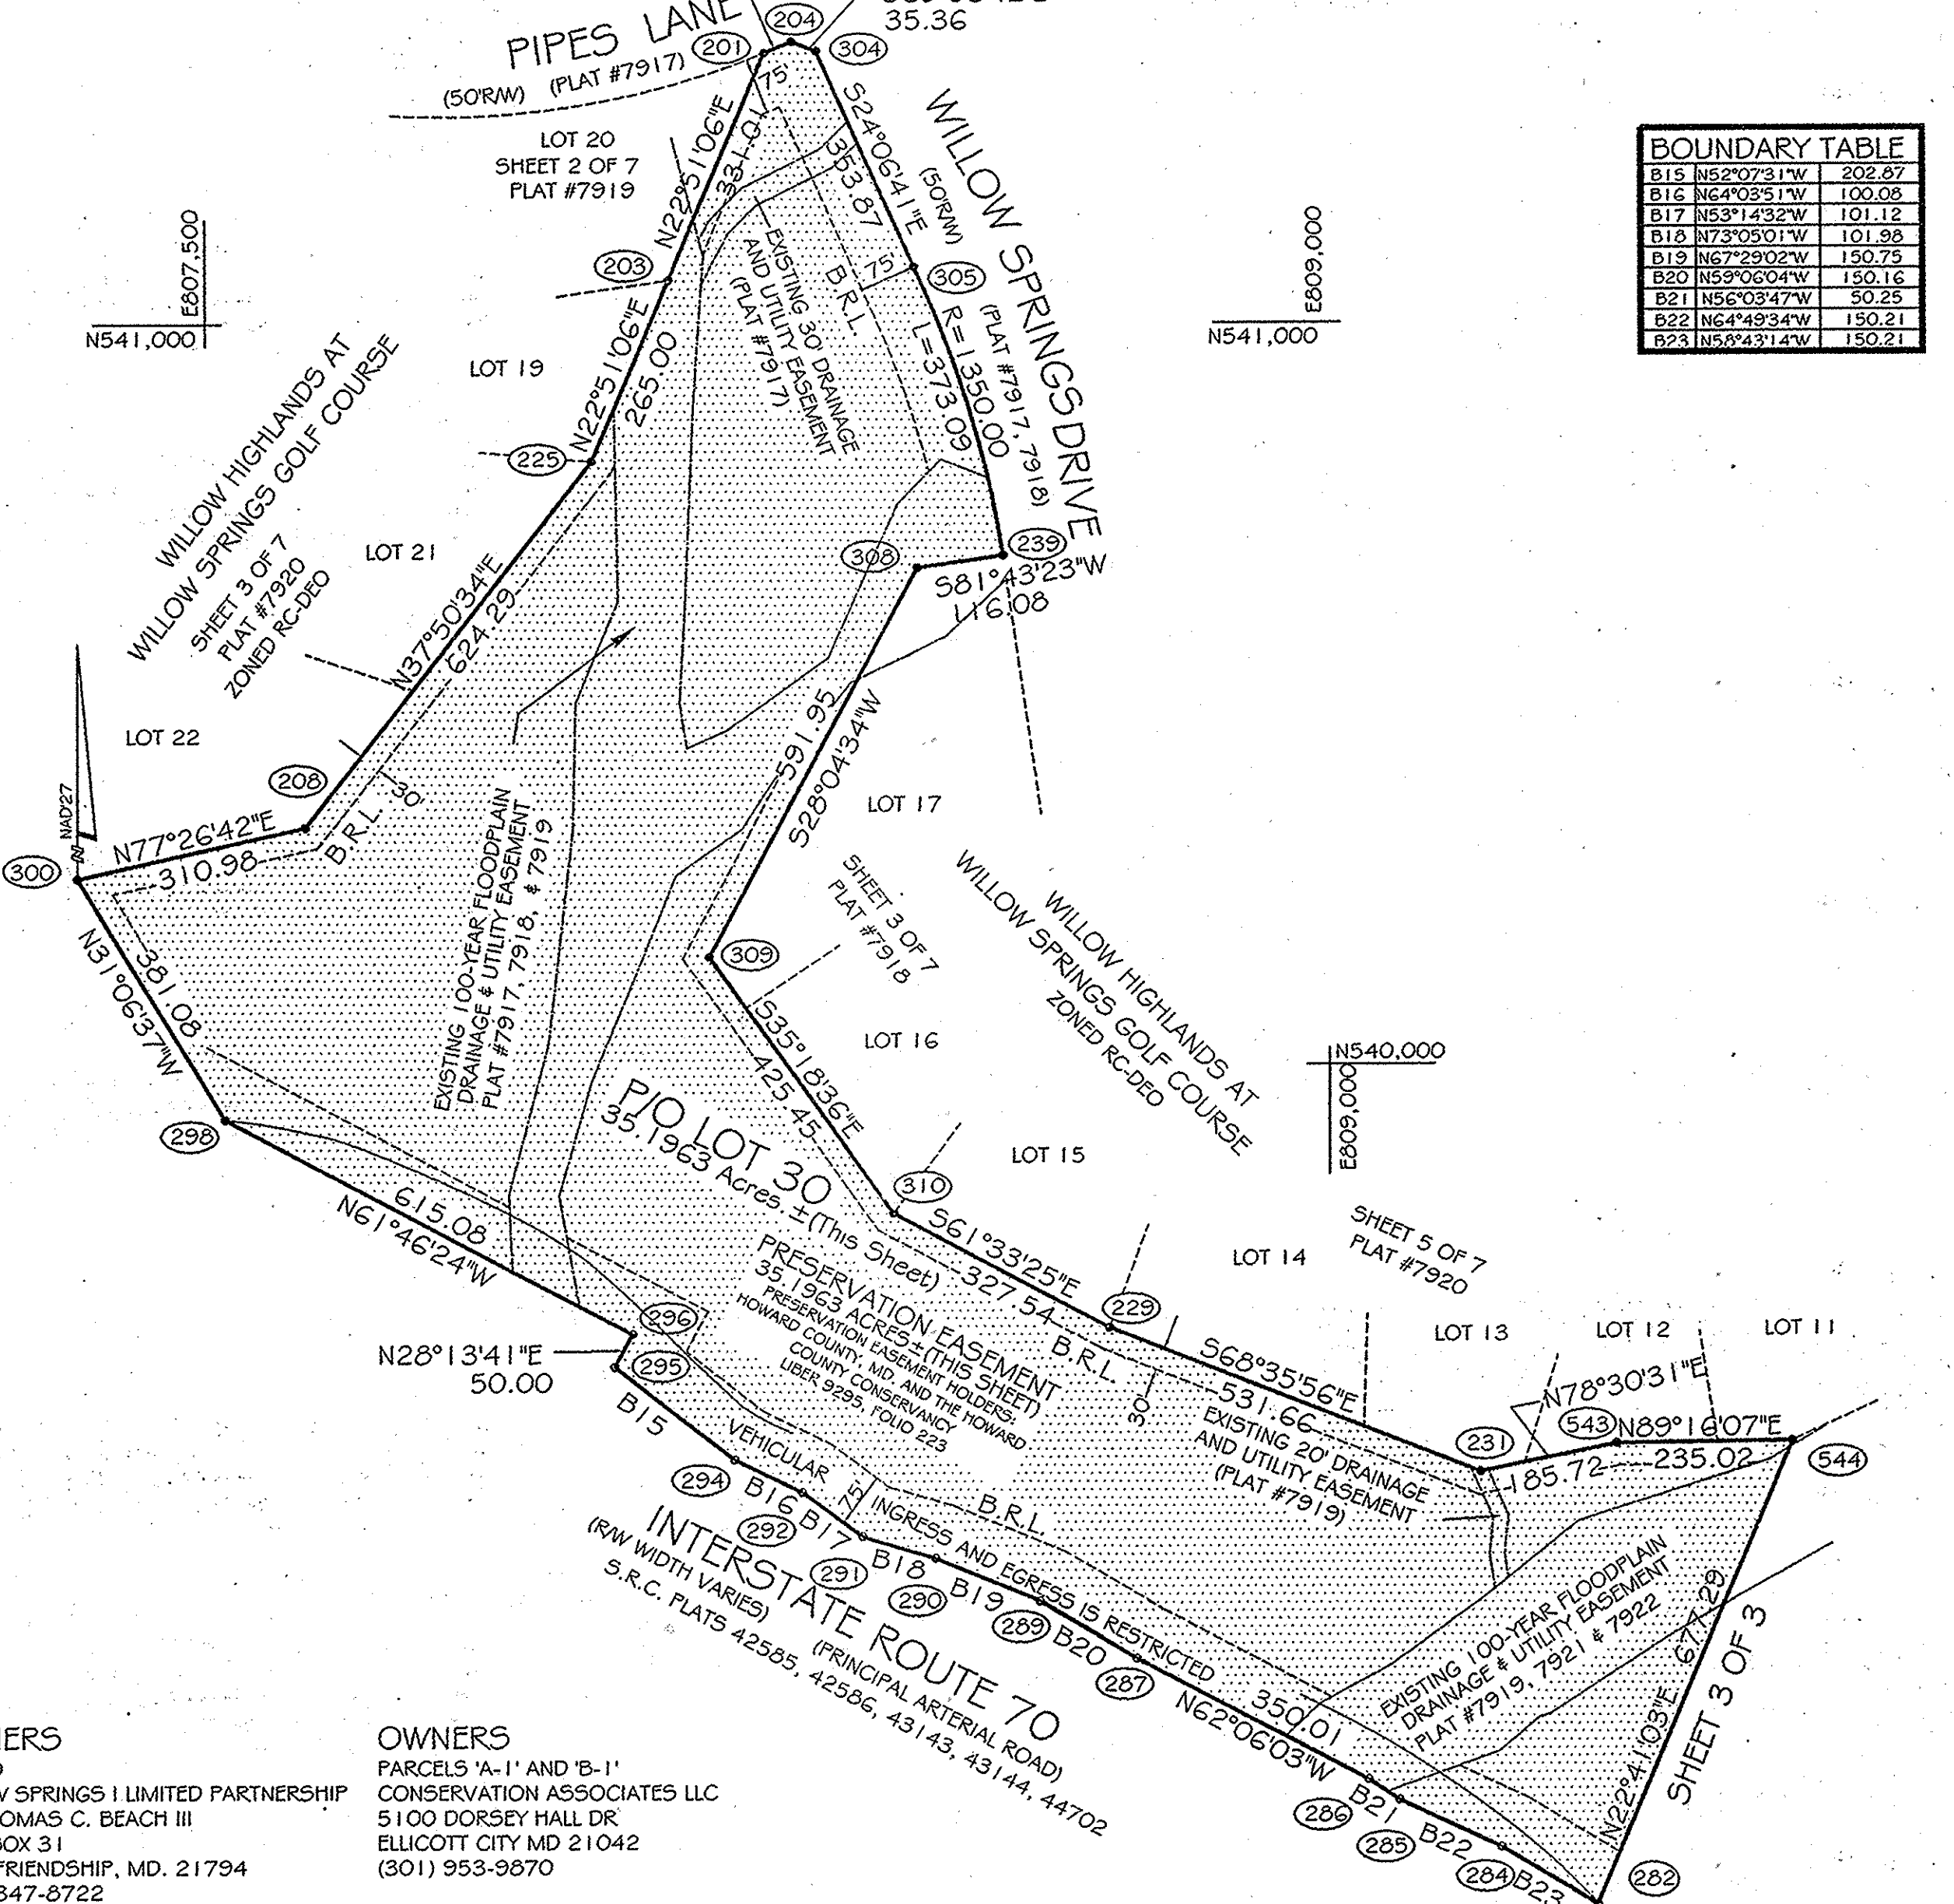 PIPES LANE
(50'R/W) (PLAT #7917)
201
204
304
35.36
75'
LOT 20
SHEET 2 OF 7
PLAT #7919
N22°51'06"E
331.01
S24°06'41"E
353.87
WILLOW SPRINGS DRIVE
(50'R/W)
(PLAT #7917, 7918)
BOUNDARY TABLE
B15 N52°07'31"W 202.87
B16 N64°03'51"W 100.08
B17 N53°14'32"W 101.12
B18 N73°05'01"W 101.98
B19 N67°29'02"W 150.75
B20 N59°06'04"W 150.16
B21 N56°03'47"W 50.25
B22 N64°49'34"W 150.21
B23 N58°43'14"W 150.21
E807,500
N541,000
203
EXISTING 30' DRAINAGE
AND UTILITY EASEMENT
(PLAT #7917)
B.R.L.
75'
305
R=1350.00
L=373.09
E809,000
N541,000
LOT 19
N22°51'06"E
265.00
225
WILLOW HIGHLANDS AT
WILLOW SPRINGS GOLF COURSE
SHEET 3 OF 7
PLAT #7920
ZONED RC-DEO
LOT 21
N37°50'34"E
624.29
308
239
S81°43'23"W
116.08
LOT 22
NAD'27
N
208
30'
B.R.L.
300
N77°26'42"E
310.98
S28°04'34"W
591.95
LOT 17
EXISTING 100-YEAR FLOODPLAIN
DRAINAGE & UTILITY EASEMENT
PLAT #7917, 7918, & 7919
SHEET 3 OF 7
PLAT #7918
WILLOW HIGHLANDS AT
WILLOW SPRINGS GOLF COURSE
ZONED RC-DEO
N31°06'37"W
381.08
309
S35°18'36"E
425.45
LOT 16
N540,000
E809,000
298
P/O LOT 30
35.1963 Acres.±(This Sheet)
LOT 15
310
N61°46'24"W
615.08
S61°33'25"E
327.54
SHEET 5 OF 7
PLAT #7920
LOT 14
PRESERVATION EASEMENT
35.1963 ACRES±(THIS SHEET)
PRESERVATION EASEMENT HOLDERS:
HOWARD COUNTY, MD. AND THE HOWARD
COUNTY CONSERVANCY
LIBER 9295, FOLIO 223
229
B.R.L.
30'
LOT 13
LOT 12
LOT 11
296
N28°13'41"E
50.00
295
S68°35'56"E
531.66
N78°30'31"E
185.72
543
N89°16'07"E
235.02
231
544
B15
EXISTING 20' DRAINAGE
AND UTILITY EASEMENT
(PLAT #7919)
294
B16
292
B17
291
B18
290
B19
289
B20
287
75'
B.R.L.
VEHICULAR INGRESS AND EGRESS IS RESTRICTED
INTERSTATE ROUTE 70
(R/W WIDTH VARIES)
(PRINCIPAL ARTERIAL ROAD)
S.R.C. PLATS 42585, 42586, 43143, 43144, 44702
N62°06'03"W
350.01
EXISTING 100-YEAR FLOODPLAIN
DRAINAGE & UTILITY EASEMENT
PLAT #7919, 7921 & 7922
N22°41'03"E
677.29
SHEET 3 OF 3
286
B21
285
B22
284
B23
282
SPRINGS I LIMITED PARTNERSHIP
C. BEACH III
BOX 31
FRIENDSHIP, MD. 21794
347-8722
OWNERS
PARCELS 'A-1' AND 'B-1'
CONSERVATION ASSOCIATES LLC
5100 DORSEY HALL DR
ELLICOTT CITY MD 21042
(301) 953-9870